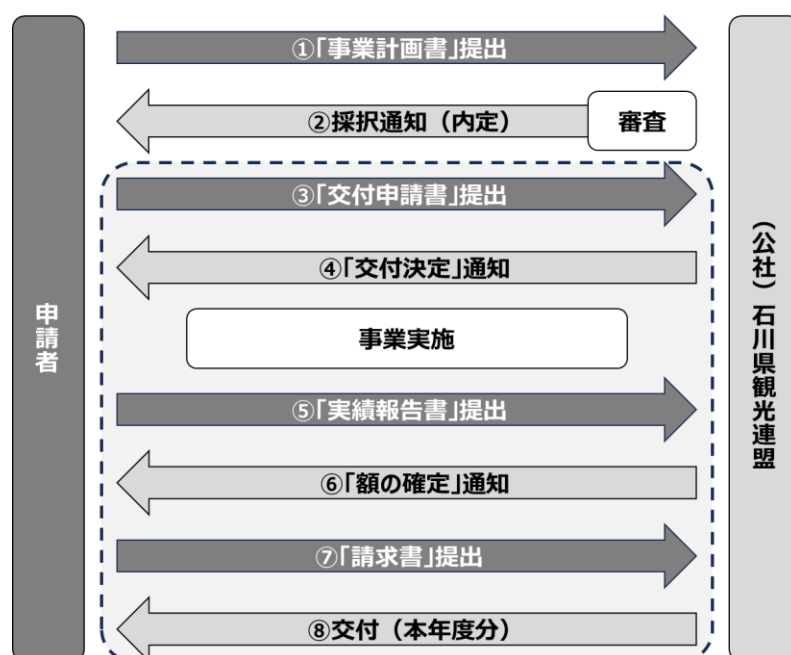 ①「事業計画書」提出
②採択通知（内定）
審査
③「交付申請書」提出
④「交付決定」通知
事業実施
⑤「実績報告書」提出
⑥「額の確定」通知
⑦「請求書」提出
⑧交付（本年度分）
申請者
（公社）石川県観光連盟